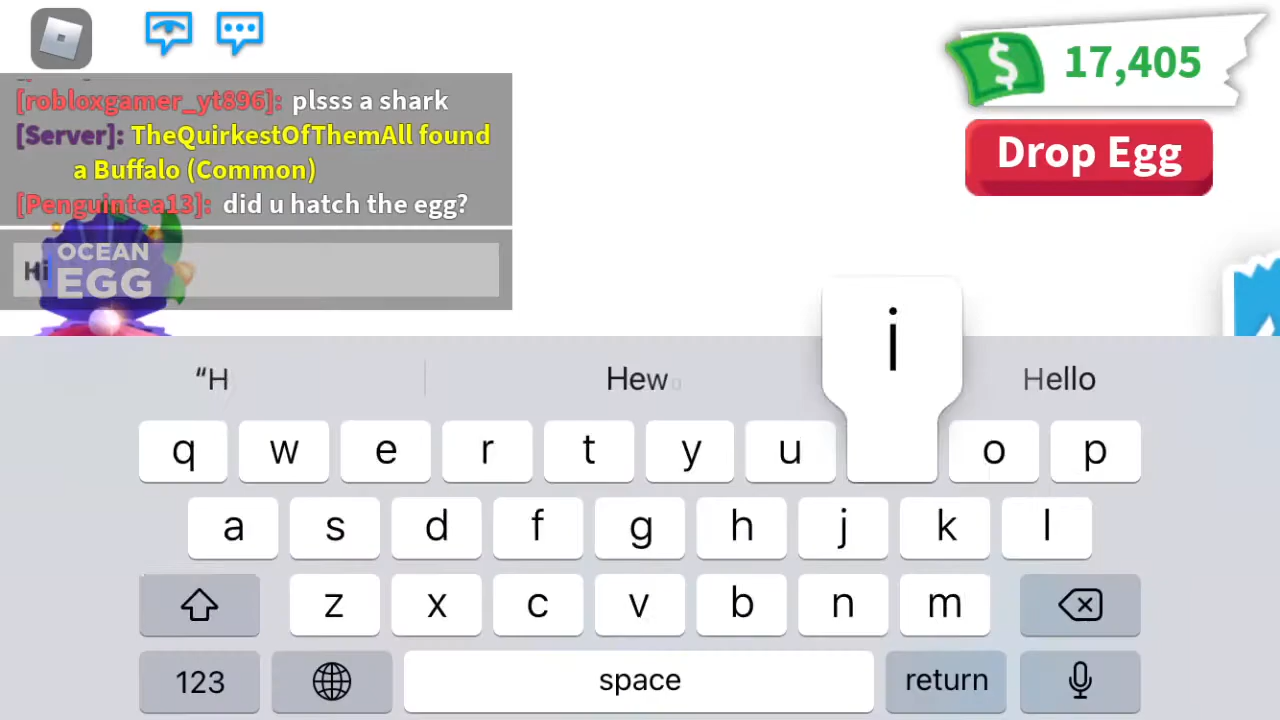 17,405
[robloxgamer_yt896]: plsss a shark
[Server]: TheQuirkestOfThemAll found
a Buffalo (Common)
[Penguintea13]: did u hatch the egg?
Drop Egg
Hi
OCEAN
EGG
i
“H Hewo Hello
q w e r t y u o p
a s d f g h j k l
z x c v b n m
123 space return